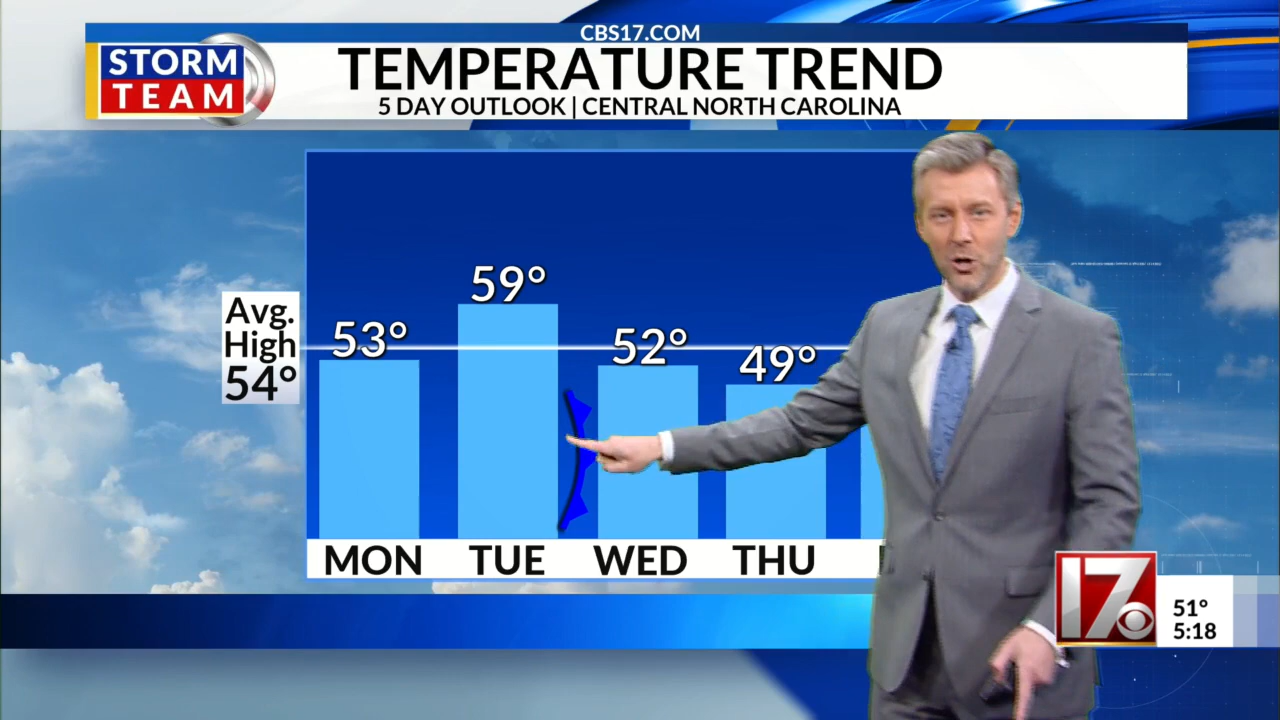 CBS17.COM
STORM
TEAM
TEMPERATURE TREND
5 DAY OUTLOOK | CENTRAL NORTH CAROLINA
59°
53°
52°
49°
Avg.
High
54°
MON TUE WED THU
17
51°
5:18